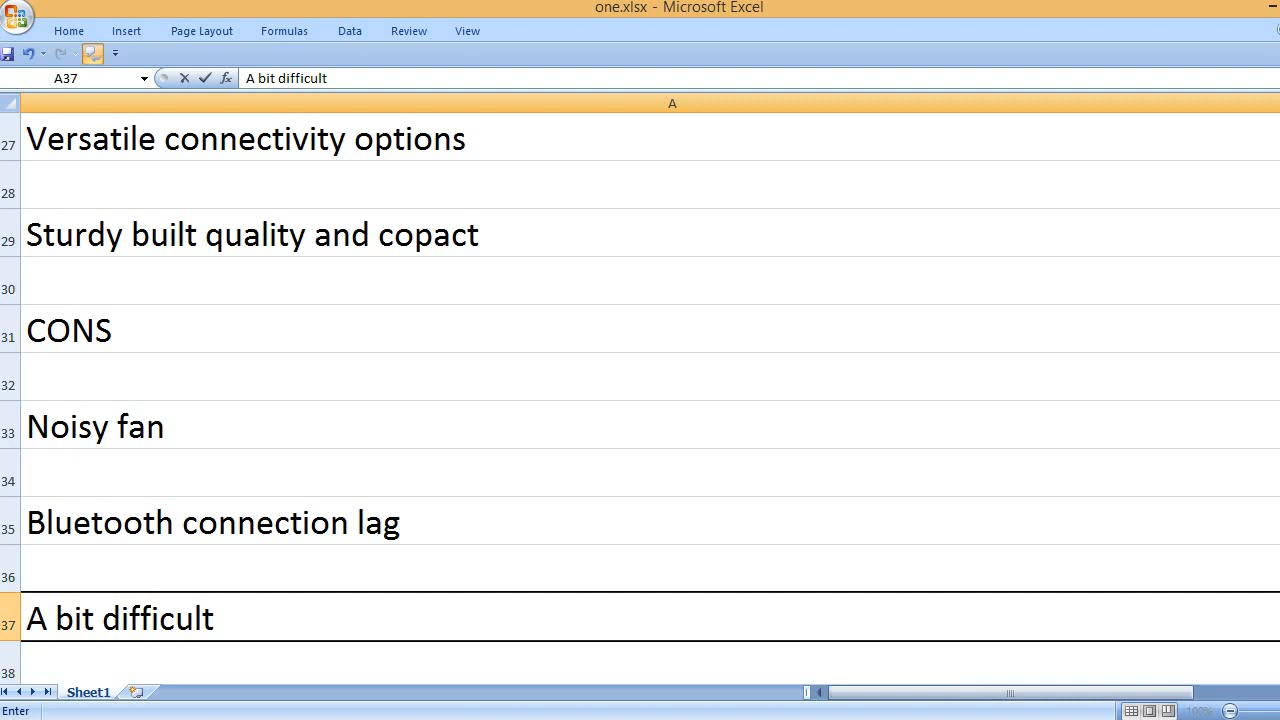 one.xlsx - Microsoft Excel
Home Insert Page Layout Formulas Data Review View
A37 fx A bit difficult
A
27 Versatile connectivity options
28
29 Sturdy built quality and copact
30
31 CONS
32
33 Noisy fan
34
35 Bluetooth connection lag
36
37 A bit difficult
38
Sheet1
Enter 100%